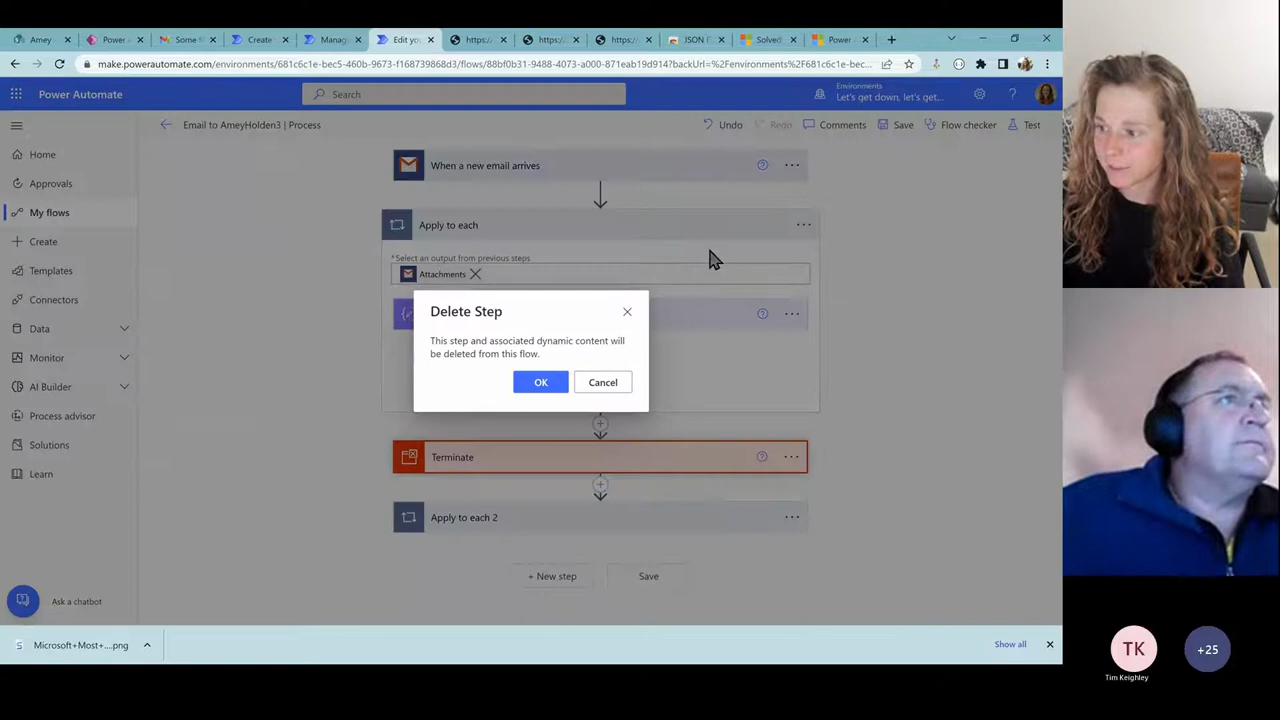 Amey
Power A
Some f
Create
Manag
Edit you
https:/
https:/
https:/
JSON E
Solved
Power A
make.powerautomate.com/environments/681c6c1e-bec5-460b-9673-f168739868d3/flows/88bf0b31-9488-4073-a000-871eab19d914?backUrl=%2Fenvironments%2F681c6c1e-bec...
Power Automate
Search
Environments
Let's get down, let's get...
Email to AmeyHolden3 | Process
Undo
Redo
Comments
Save
Flow checker
Test
Home
Approvals
My flows
Create
Templates
Connectors
Data
Monitor
AI Builder
Process advisor
Solutions
Learn
Ask a chatbot
When a new email arrives
Apply to each
*Select an output from previous steps
Attachments
Delete Step
This step and associated dynamic content will
be deleted from this flow.
OK
Cancel
Terminate
Apply to each 2
+ New step
Save
Microsoft+Most+....png
Show all
TK
+25
Tim Keighley